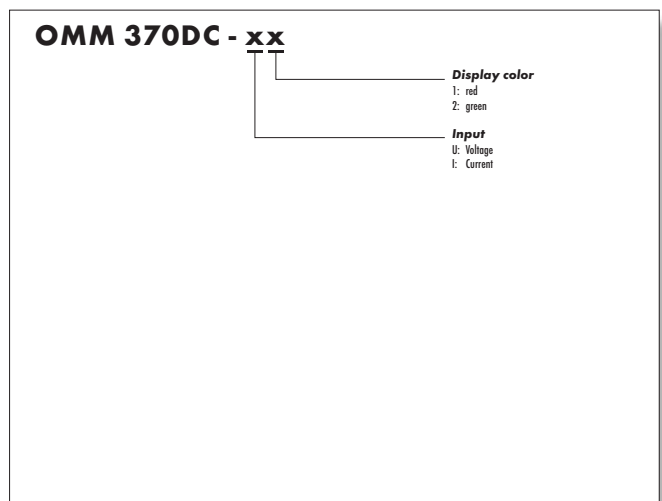 OMM 370DC - xx
Display color
1: red
2: green
Input
U: Voltage
I: Current